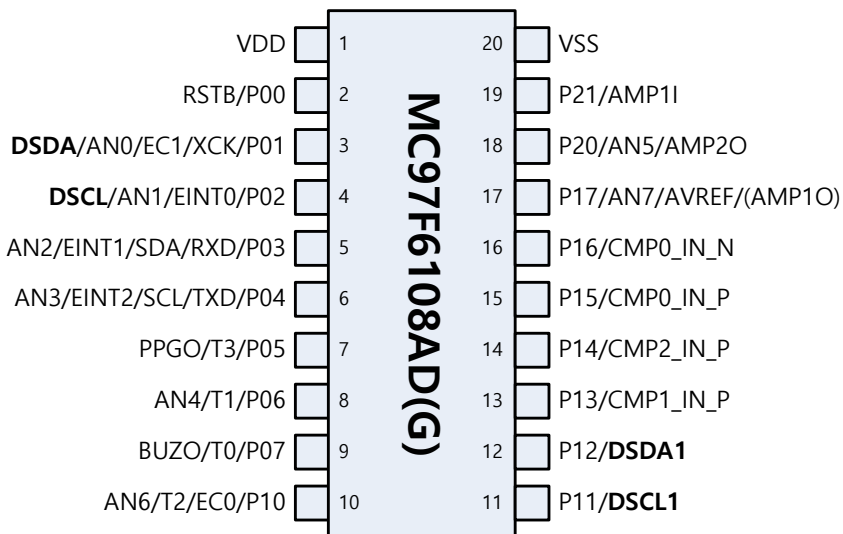 VDD 1 20 VSS
RSTB/P00 2 19 P21/AMP1I
DSDA/AN0/EC1/XCK/P01 3 18 P20/AN5/AMP2O
DSCL/AN1/EINT0/P02 4 17 P17/AN7/AVREF/(AMP1O)
AN2/EINT1/SDA/RXD/P03 5 16 P16/CMP0_IN_N
AN3/EINT2/SCL/TXD/P04 6 15 P15/CMP0_IN_P
PPGO/T3/P05 7 14 P14/CMP2_IN_P
AN4/T1/P06 8 13 P13/CMP1_IN_P
BUZO/T0/P07 9 12 P12/DSDA1
AN6/T2/EC0/P10 10 11 P11/DSCL1
MC97F6108AD(G)